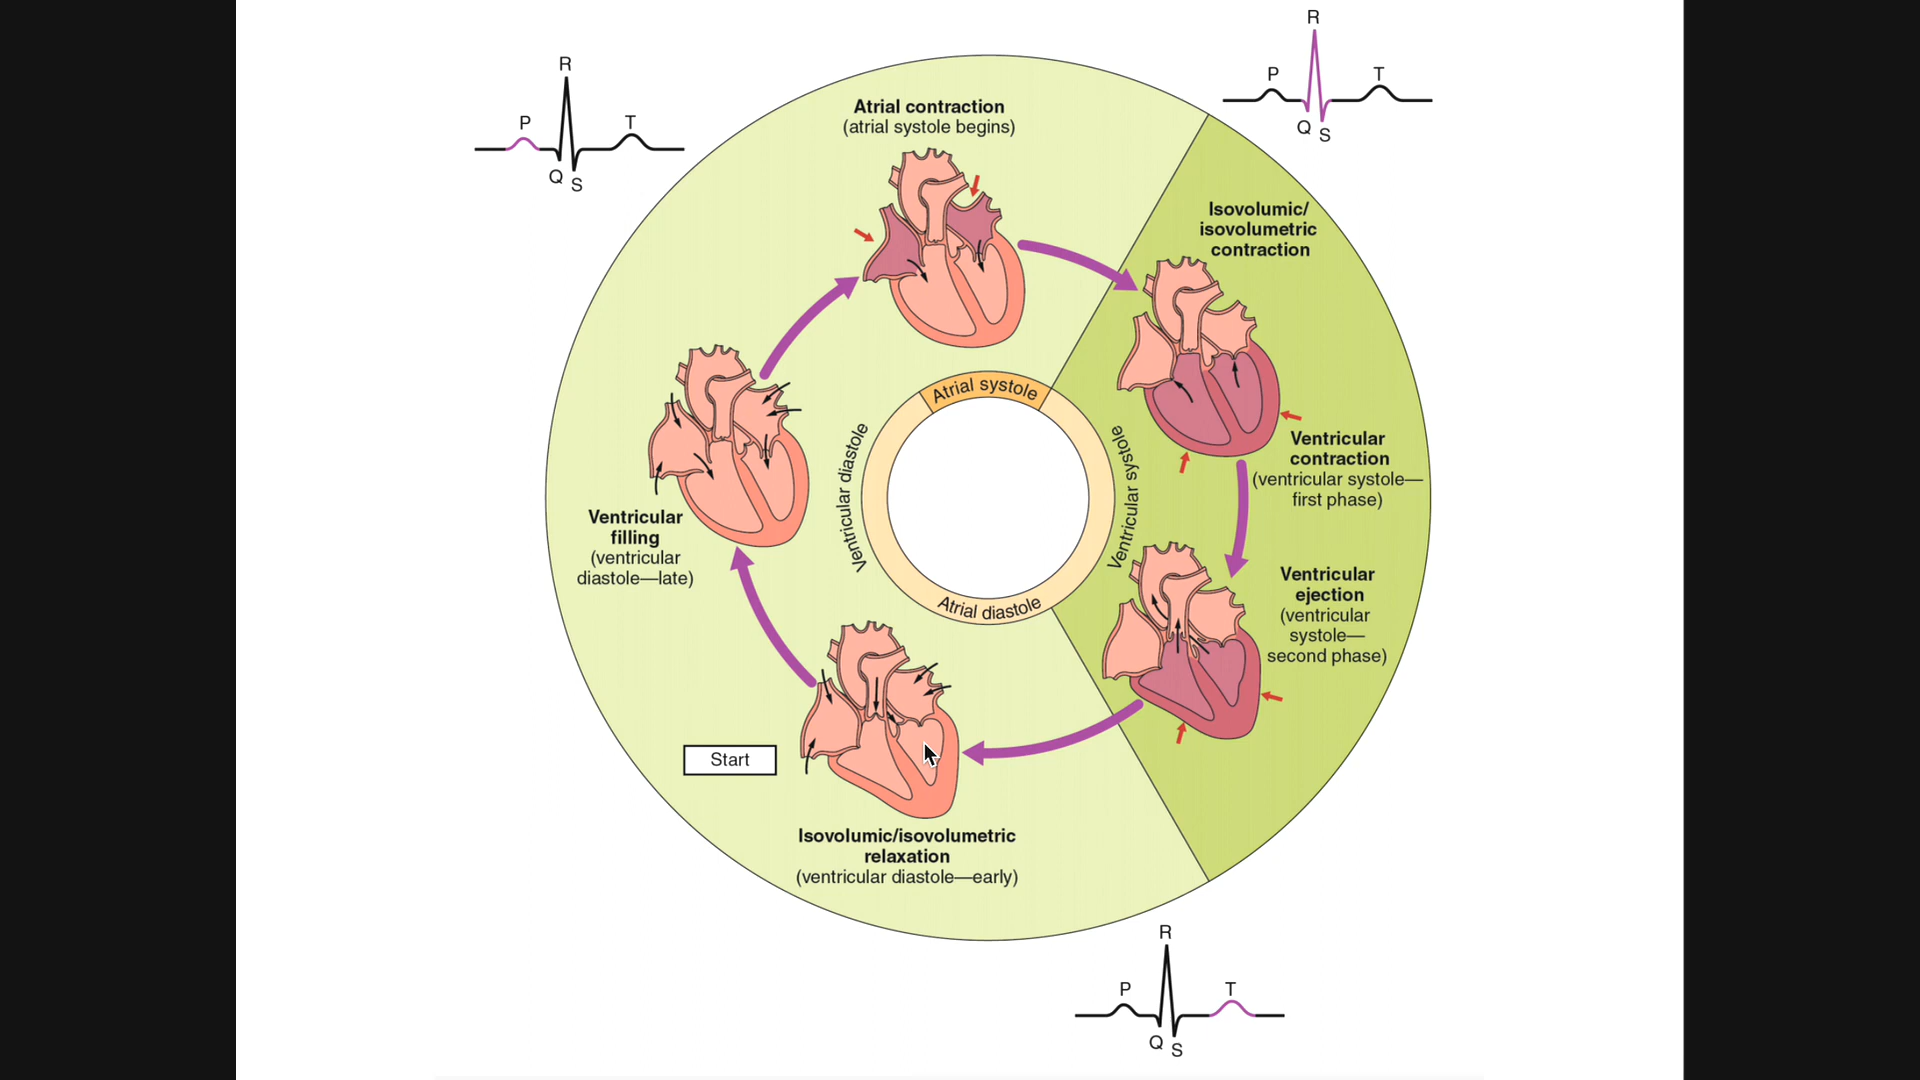 R
P
T
Q
S
R
P
T
Q
S
Atrial contraction
(atrial systole begins)
Isovolumic/
isovolumetric
contraction
Atrial systole
Ventricular diastole
Ventricular systole
Atrial diastole
Ventricular
contraction
(ventricular systole—
first phase)
Ventricular
filling
(ventricular
diastole—late)
Ventricular
ejection
(ventricular
systole—
second phase)
Start
Isovolumic/isovolumetric
relaxation
(ventricular diastole—early)
R
P
T
Q
S